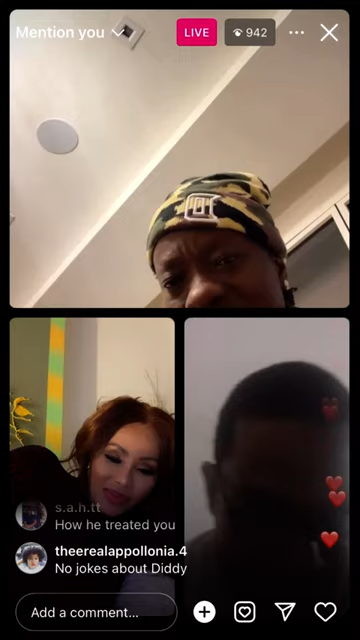 Mention you
LIVE
942
s.a.h.tt
How he treated you
theerealappollonia.4
No jokes about Diddy
Add a comment...